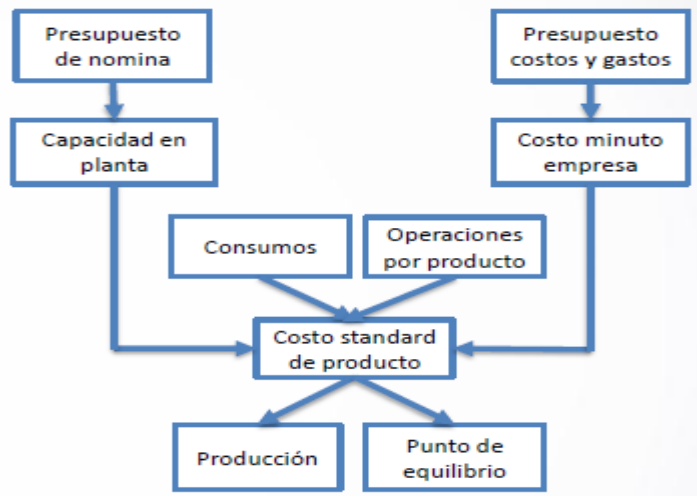 Presupuesto
de nomina
Presupuesto
costos y gastos
Capacidad en
planta
Costo minuto
empresa
Consumos
Operaciones
por producto
Costo standard
de producto
Producción
Punto de
equilibrio